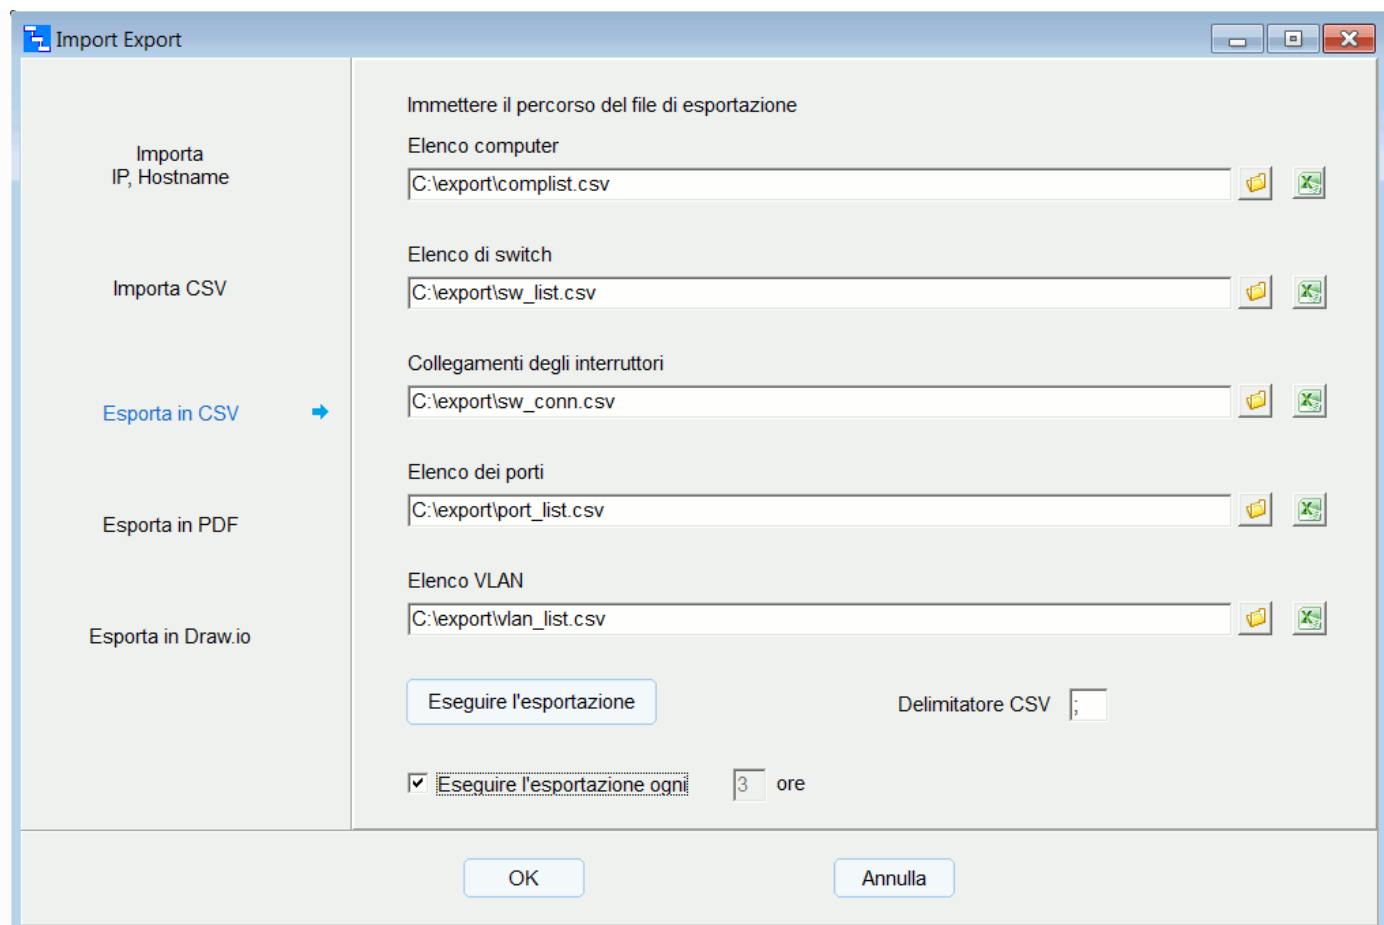 Import Export
Importa
IP, Hostname
Importa CSV
Esporta in CSV
Esporta in PDF
Esporta in Draw.io
Immettere il percorso del file di esportazione
Elenco computer
C:\export\complist.csv
Elenco di switch
C:\export\sw_list.csv
Collegamenti degli interruttori
C:\export\sw_conn.csv
Elenco dei porti
C:\export\port_list.csv
Elenco VLAN
C:\export\vlan_list.csv
Eseguire l'esportazione
Delimitatore CSV ;
Eseguire l'esportazione ogni 3 ore
OK
Annulla